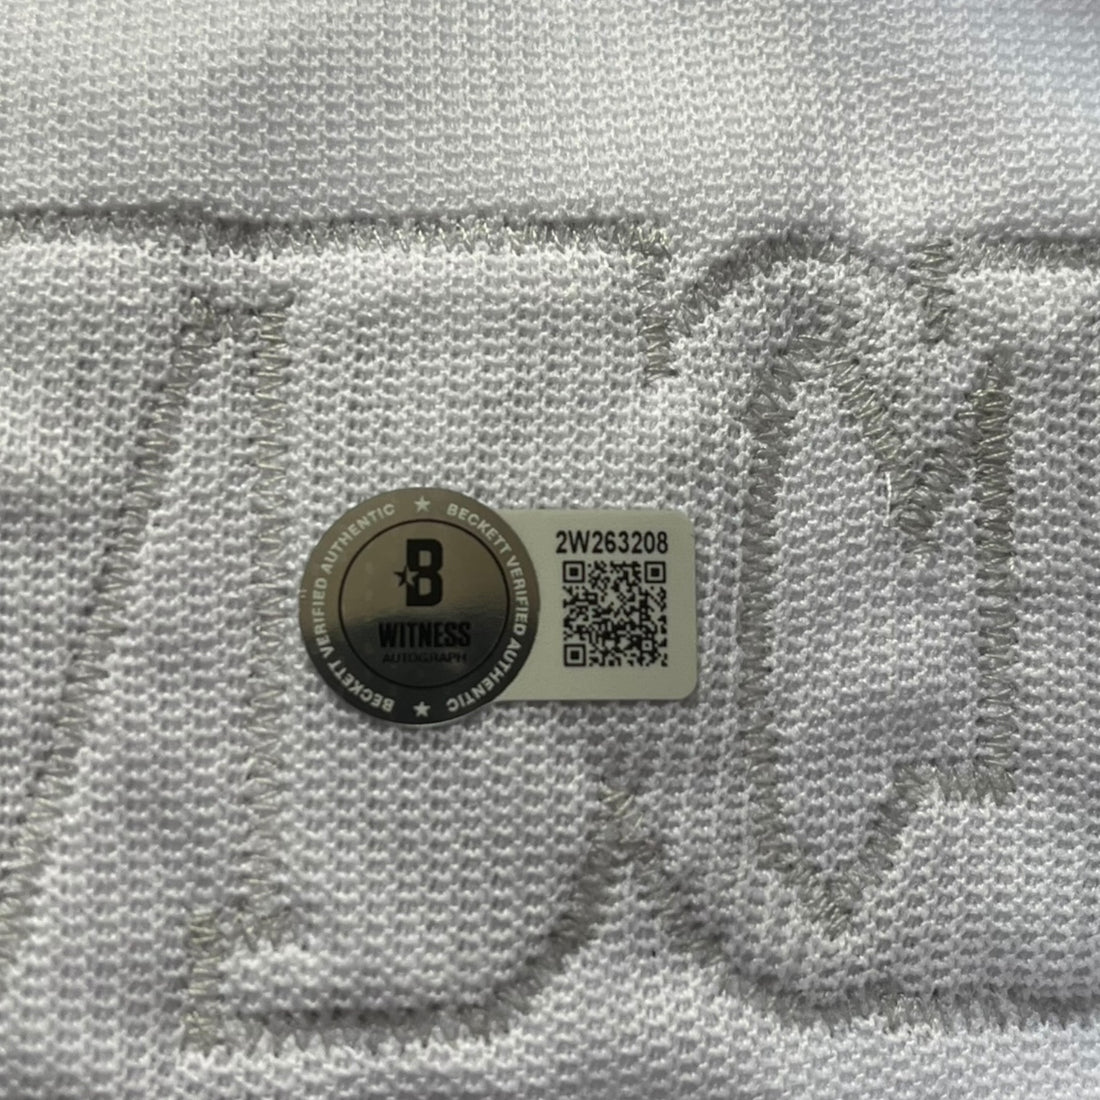 BECKETT VERIFIED AUTHENTIC ★ BECKETT VERIFIED AUTHENTIC ★
B
WITNESS
AUTOGRAPH
2W263208